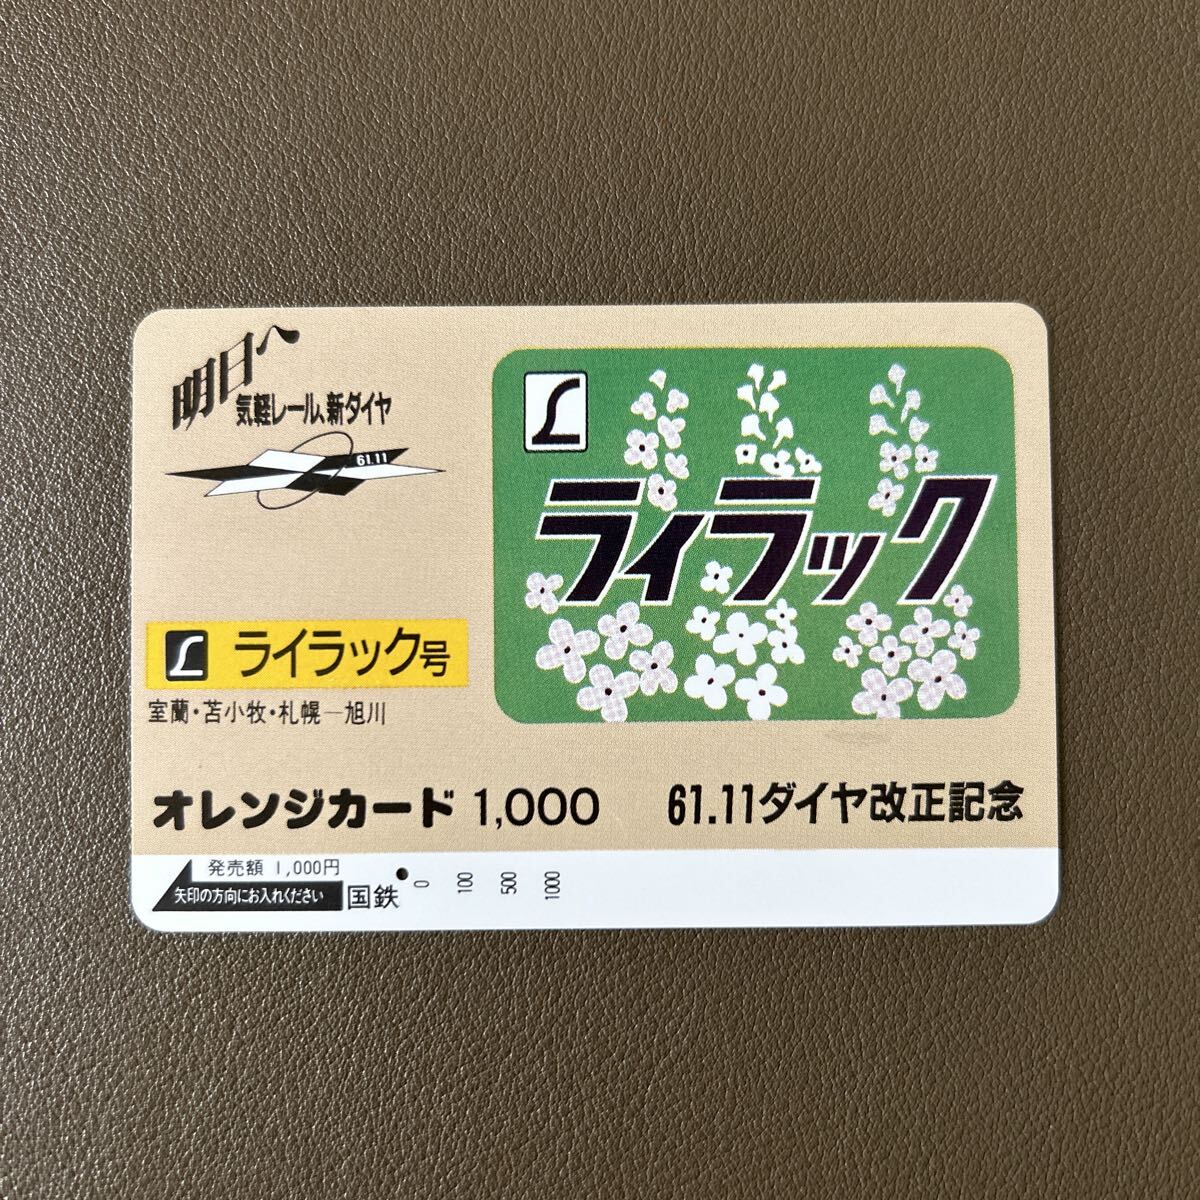 明日へ
気軽レール、新ダイヤ
61.11
L
ライラック
L ライラック号
室蘭・苫小牧・札幌―旭川
オレンジカード 1,000
61.11ダイヤ改正記念
発売額 1,000円
矢印の方向にお入れください
国鉄
0 100 500 1000